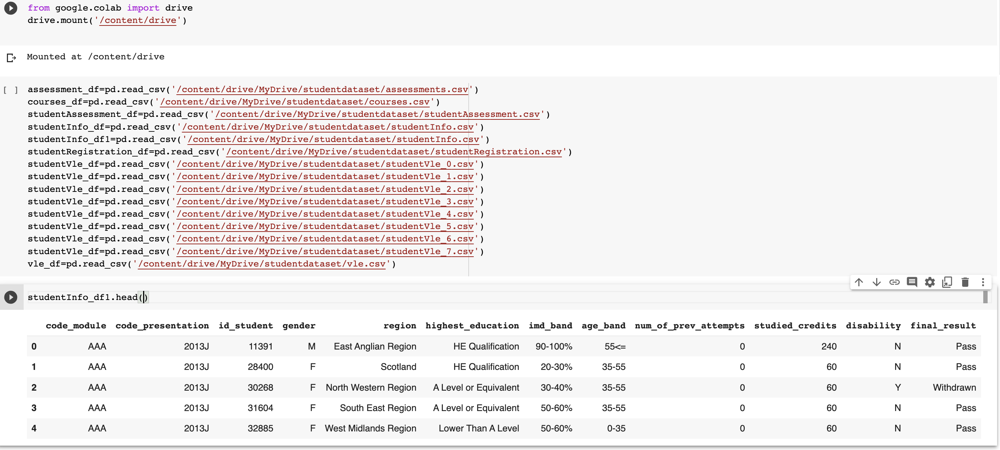 from google.colab import drive
drive.mount('/content/drive')
Mounted at /content/drive
[ ] assessment_df=pd.read_csv('/content/drive/MyDrive/studentdataset/assessments.csv')
courses_df=pd.read_csv('/content/drive/MyDrive/studentdataset/courses.csv')
studentAssessment_df=pd.read_csv('/content/drive/MyDrive/studentdataset/studentAssessment.csv')
studentInfo_df=pd.read_csv('/content/drive/MyDrive/studentdataset/studentInfo.csv')
studentInfo_df1=pd.read_csv('/content/drive/MyDrive/studentdataset/studentInfo.csv')
studentRegistration_df=pd.read_csv('/content/drive/MyDrive/studentdataset/studentRegistration.csv')
studentVle_df=pd.read_csv('/content/drive/MyDrive/studentdataset/studentVle_0.csv')
studentVle_df=pd.read_csv('/content/drive/MyDrive/studentdataset/studentVle_1.csv')
studentVle_df=pd.read_csv('/content/drive/MyDrive/studentdataset/studentVle_2.csv')
studentVle_df=pd.read_csv('/content/drive/MyDrive/studentdataset/studentVle_3.csv')
studentVle_df=pd.read_csv('/content/drive/MyDrive/studentdataset/studentVle_4.csv')
studentVle_df=pd.read_csv('/content/drive/MyDrive/studentdataset/studentVle_5.csv')
studentVle_df=pd.read_csv('/content/drive/MyDrive/studentdataset/studentVle_6.csv')
studentVle_df=pd.read_csv('/content/drive/MyDrive/studentdataset/studentVle_7.csv')
vle_df=pd.read_csv('/content/drive/MyDrive/studentdataset/vle.csv')
studentInfo_df1.head()
code_module code_presentation id_student gender region highest_education imd_band age_band num_of_prev_attempts studied_credits disability final_result
0 AAA 2013J 11391 M East Anglian Region HE Qualification 90-100% 55<= 0 240 N Pass
1 AAA 2013J 28400 F Scotland HE Qualification 20-30% 35-55 0 60 N Pass
2 AAA 2013J 30268 F North Western Region A Level or Equivalent 30-40% 35-55 0 60 Y Withdrawn
3 AAA 2013J 31604 F South East Region A Level or Equivalent 50-60% 35-55 0 60 N Pass
4 AAA 2013J 32885 F West Midlands Region Lower Than A Level 50-60% 0-35 0 60 N Pass